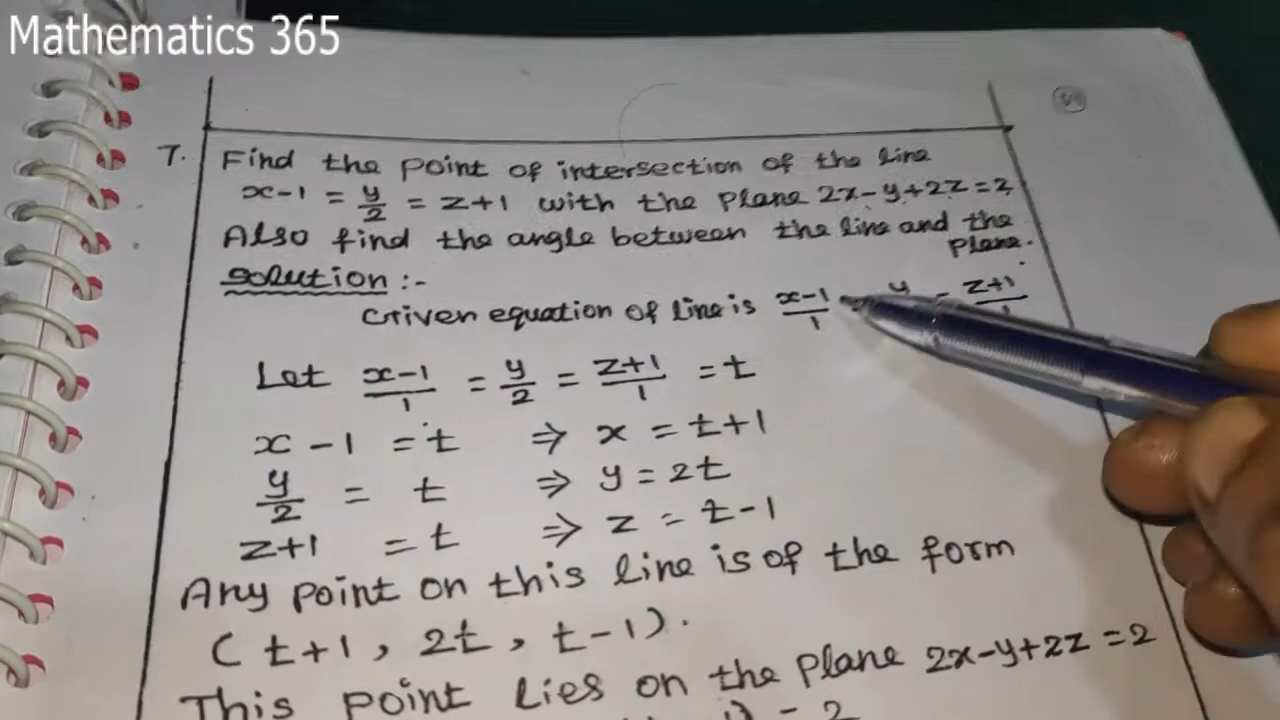 Mathematics 365
7. Find the point of intersection of the line
x-1 = y/2 = z+1 with the plane 2x-y+2z=2
Also find the angle between the line and the
plane.
Solution :-
Given equation of line is (x-1)/1 = y = (z+1)/1
Let (x-1)/1 = y/2 = (z+1)/1 = t
x-1 = t ⇒ x = t+1
y/2 = t ⇒ y = 2t
z+1 = t ⇒ z = t-1
Any point on this line is of the form
(t+1, 2t, t-1).
This point lies on the plane 2x-y+2z=2
= 2